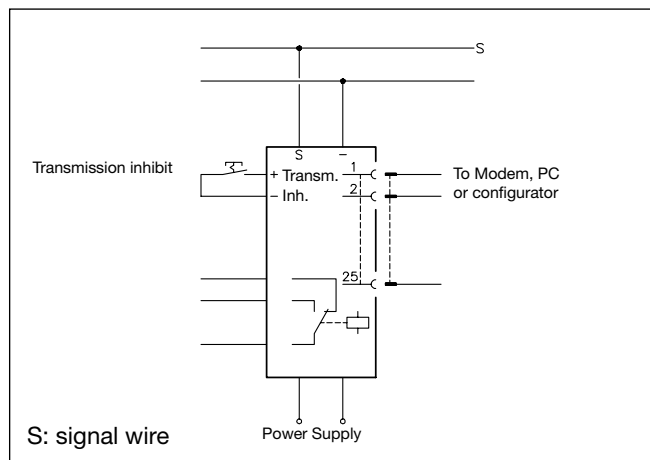 S
S –
Transmission inhibit
+ Transm. 1
– Inh. 2
To Modem, PC
or configurator
25
S: signal wire
Power Supply